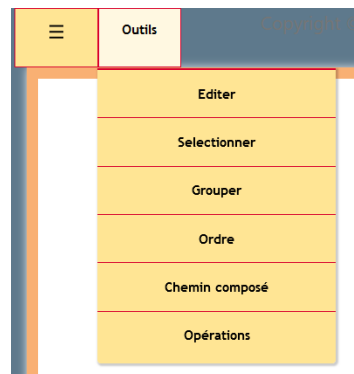 ☰ Outils
Editer
Selectionner
Grouper
Ordre
Chemin composé
Opérations